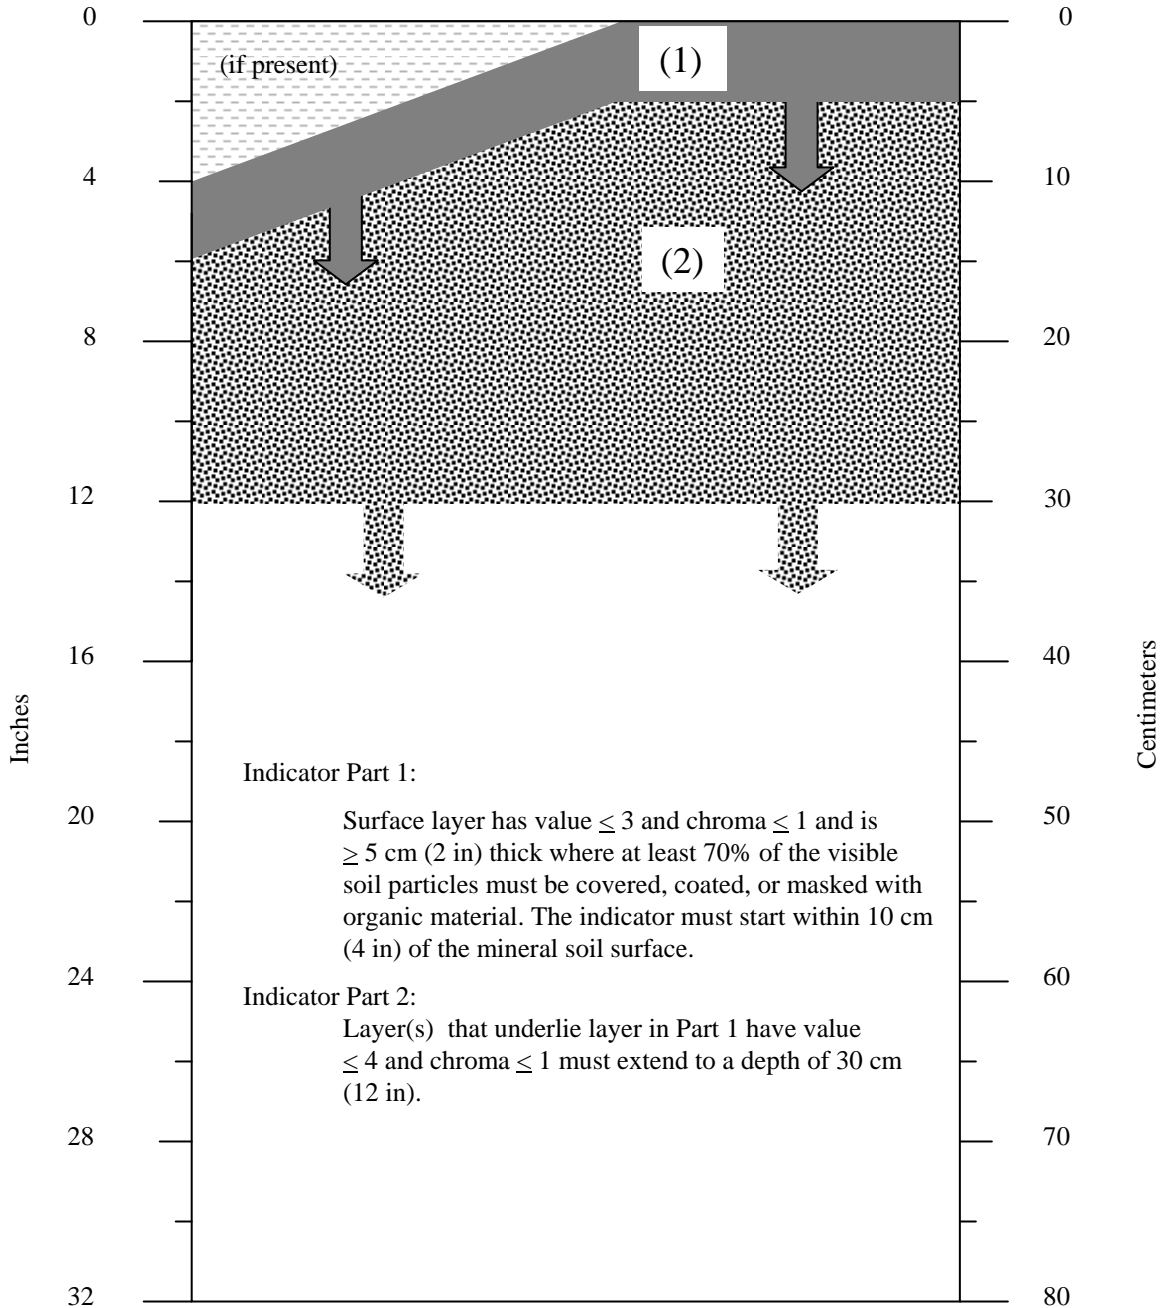 0 0
(if present)
(1)
4 10
(2)
8 20
12 30
16 40
Inches
Centimeters
Indicator Part 1:
20 50
Surface layer has value ≤ 3 and chroma ≤ 1 and is
≥ 5 cm (2 in) thick where at least 70% of the visible
soil particles must be covered, coated, or masked with
organic material. The indicator must start within 10 cm
(4 in) of the mineral soil surface.
24 60
Indicator Part 2:
Layer(s) that underlie layer in Part 1 have value
≤ 4 and chroma ≤ 1 must extend to a depth of 30 cm
(12 in).
28 70
32 80